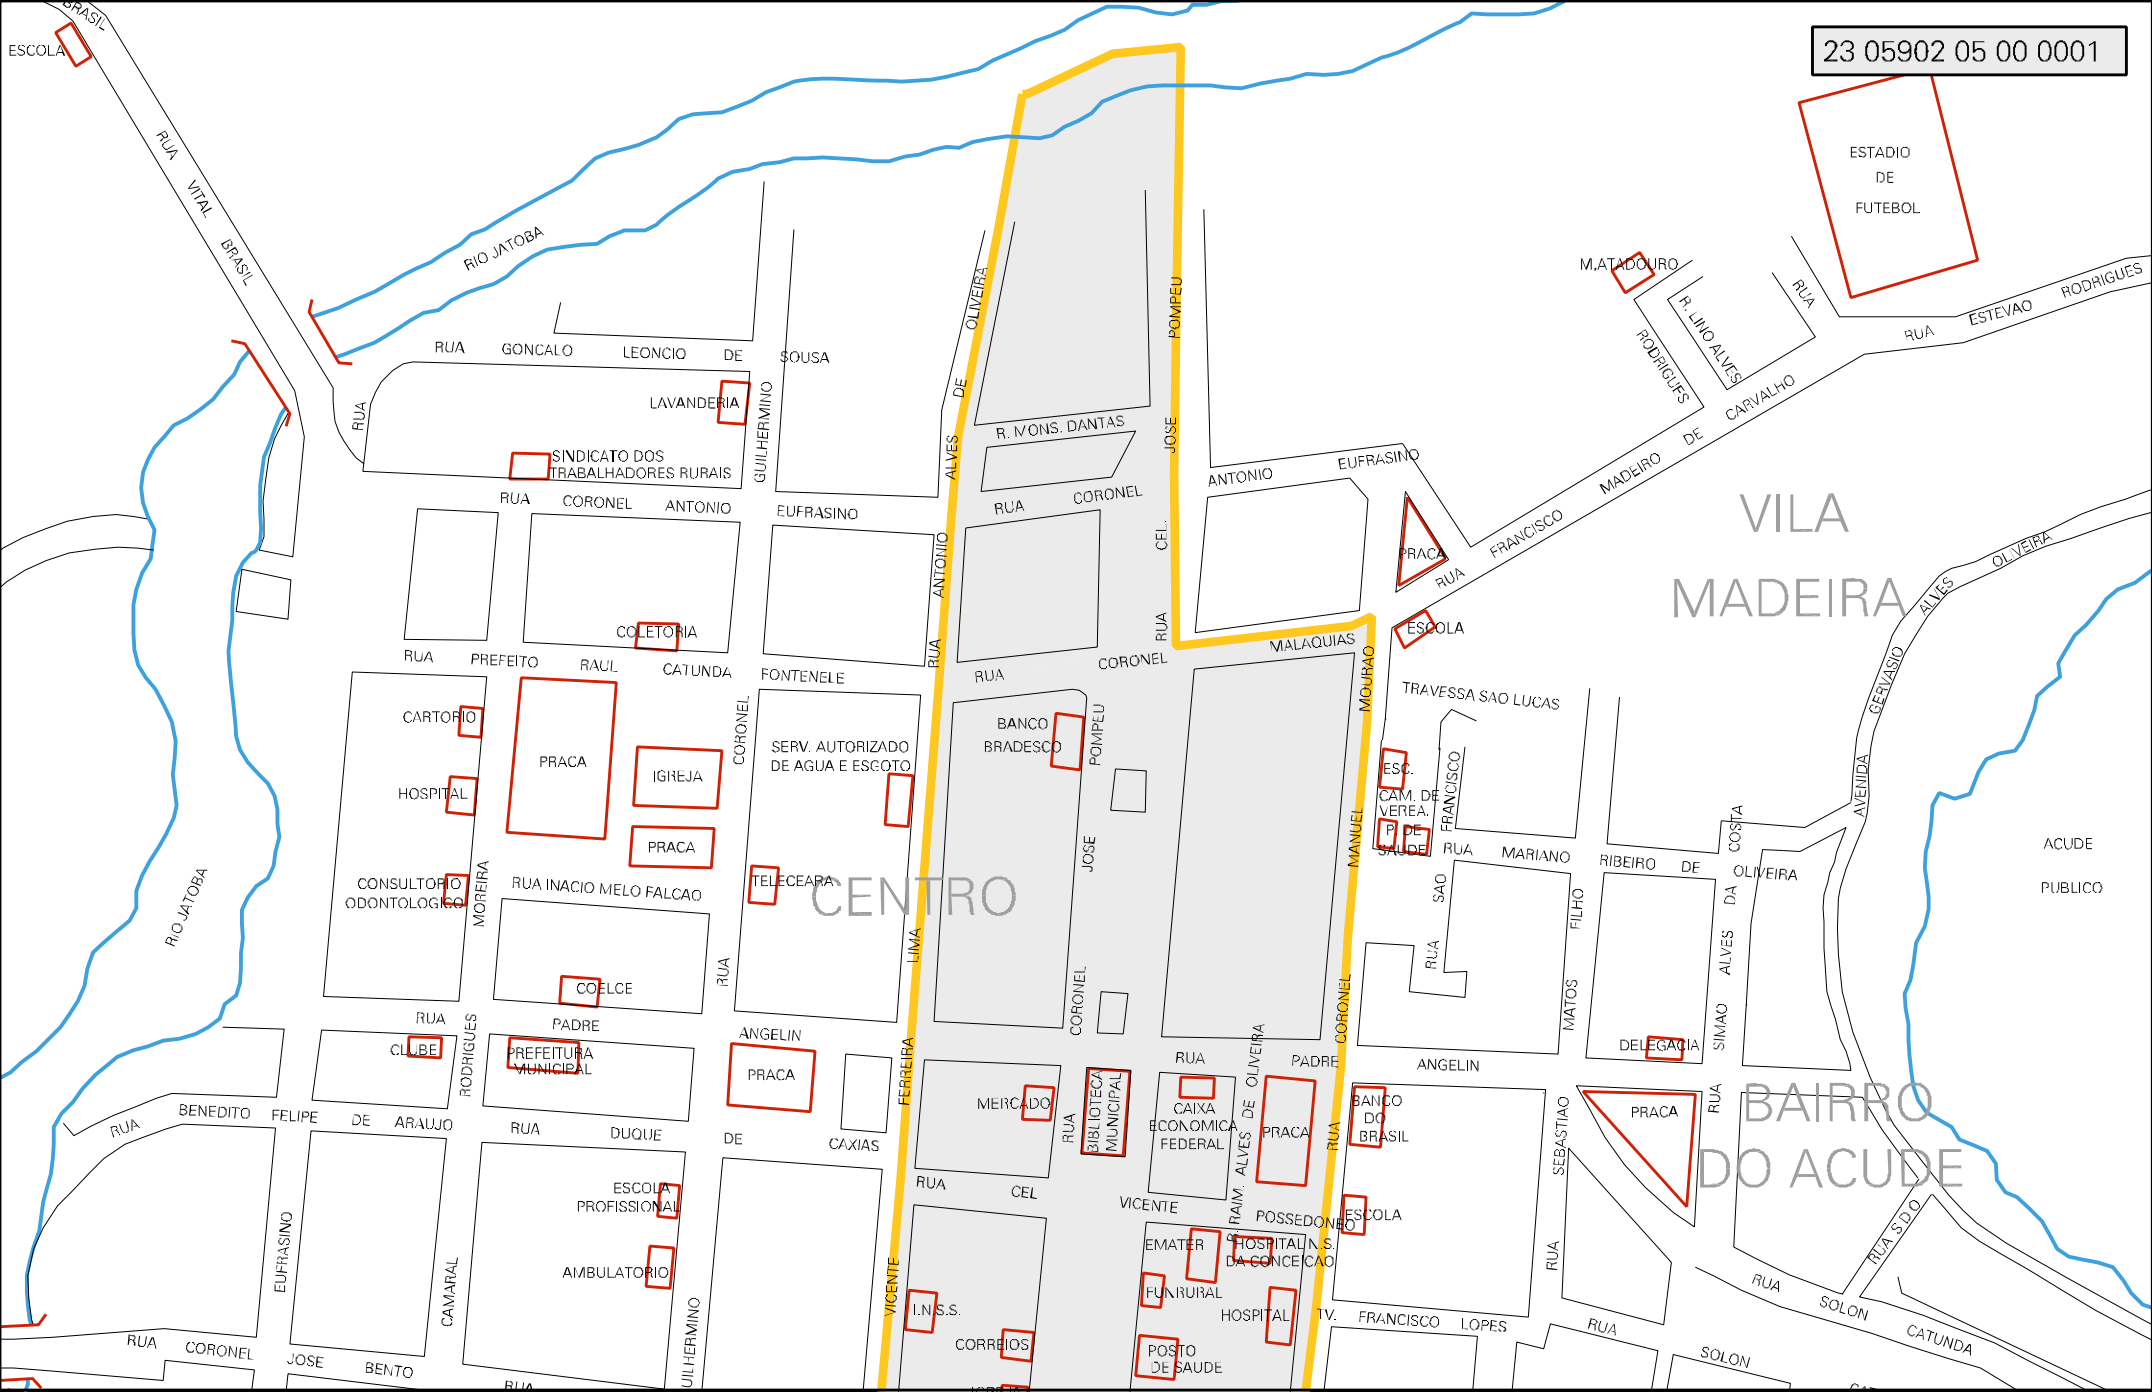 BRASIL
ESCOLA
23 05902 05 00 0001
RUA VITAL BRASIL
RIO JATOBA
ESTADIO
DE
FUTEBOL
M.ATADOURO
R. LINO ALVES
RUA
RODRIGUES
RUA ESTEVAO RODRIGUES
RUA GONCALO LEONCIO DE SOUSA
LAVANDERIA
RUA
GUILHERMINO
SINDICATO DOS
TRABALHADORES RURAIS
RUA CORONEL ANTONIO EUFRASINO
R. MONS. DANTAS
RUA CORONEL
ANTONIO EUFRASINO
RUA FRANCISCO MADEIRO DE CARVALHO
PRACA
ESCOLA
VILA
MADEIRA
RUA ANTONIO ALVES DE OLIVEIRA
RUA CEL. JOSE POMPEU
COLETORIA
RUA PREFEITO RAUL CATUNDA FONTENELE
RUA CORONEL MALAQUIAS
TRAVESSA SAO LUCAS
AVENIDA GERVASIO ALVES OLIVEIRA
CARTORIO
HOSPITAL
PRACA
IGREJA
PRACA
CONSULTORIO
ODONTOLOGICO
RUA INACIO MELO FALCAO
SERV. AUTORIZADO
DE AGUA E ESGOTO
TELECEARA
CENTRO
BANCO
BRADESCO
RUA CORONEL JOSE POMPEU
ESC.
CAM. DE
VEREA.
P. DE
SAUDE
RUA SAO FRANCISCO
RUA MARIANO RIBEIRO DE OLIVEIRA
ACUDE
PUBLICO
RIO JATOBA
RODRIGUES MOREIRA
RUA CORONEL
COELCE
RUA PADRE ANGELIN
CLUBE
PREFEITURA
MUNICIPAL
PRACA
RUA VICENTE FERREIRA LIMA
RUA CORONEL MANUEL MOURAO
RUA PADRE ANGELIN
RUA SEBASTIAO MATOS FILHO
RUA SIMAO ALVES DA COSTA
DELEGACIA
PRACA
BAIRRO
DO ACUDE
MERCADO
BIBLIOTECA
MUNICIPAL
CAIXA
ECONOMICA
FEDERAL
R. RAIM. ALVES DE OLIVEIRA
PRACA
BANCO
DO
BRASIL
RUA BENEDITO FELIPE DE ARAUJO
RUA DUQUE DE CAXIAS
RUA CEL VICENTE POSSEDONEO
ESCOLA
PROFISSIONAL
AMBULATORIO
EUFRASINO
CAMARAL
GUILHERMINO
I.N.S.S.
CORREIOS
EMATER
FUNRURAL
HOSPITAL N.S.
DA CONCEICAO
HOSPITAL
POSTO
DE SAUDE
ESCOLA
TV. FRANCISCO LOPES
RUA SOLON
RUA S D O
RUA SOLON CATUNDA
RUA CORONEL JOSE BENTO
RUA
IGREJA